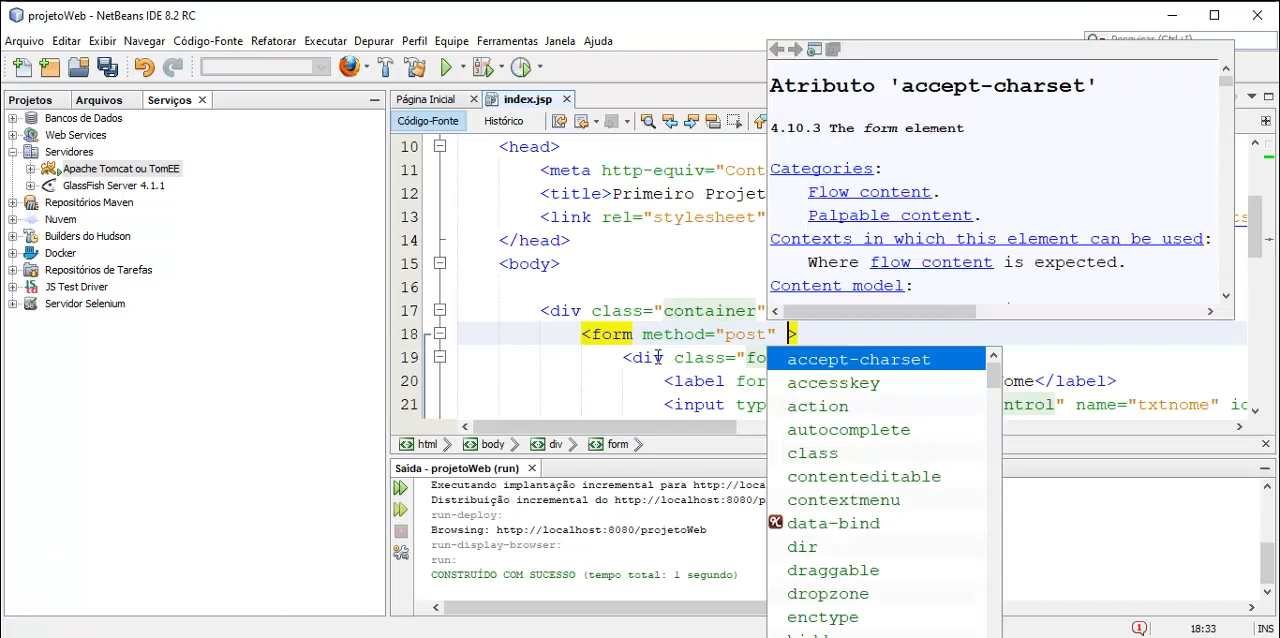 projetoWeb - NetBeans IDE 8.2 RC
Arquivo Editar Exibir Navegar Código-Fonte Refatorar Executar Depurar Perfil Equipe Ferramentas Janela Ajuda
Projetos Arquivos Serviços
Bancos de Dados
Web Services
Servidores
Apache Tomcat ou TomEE
GlassFish Server 4.1.1
Repositórios Maven
Nuvem
Builders do Hudson
Docker
Repositórios de Tarefas
JS Test Driver
Servidor Selenium
Página Inicial index.jsp
Código-Fonte Histórico
10 <head>
11 <meta http-equiv="Cont
12 <title>Primeiro Projet
13 <link rel="stylesheet"
14 </head>
15 <body>
16
17 <div class="container"
18 <form method="post" >
19 <div class="fo
20 <label for ome</label>
21 <input typ ntrol" name="txtnome" id
html body div form
Atributo 'accept-charset'
4.10.3 The form element
Categories:
Flow content.
Palpable content.
Contexts in which this element can be used:
Where flow content is expected.
Content model:
accept-charset
accesskey
action
autocomplete
class
contenteditable
contextmenu
data-bind
dir
draggable
dropzone
enctype
Saída - projetoWeb (run)
Executando implantação incremental para http://loca
Distribuição incremental do http://localhost:8080/p
run-deploy:
Browsing: http://localhost:8080/projetoWeb
run-display-browser:
run:
CONSTRUÍDO COM SUCESSO (tempo total: 1 segundo)
1 18:33 INS